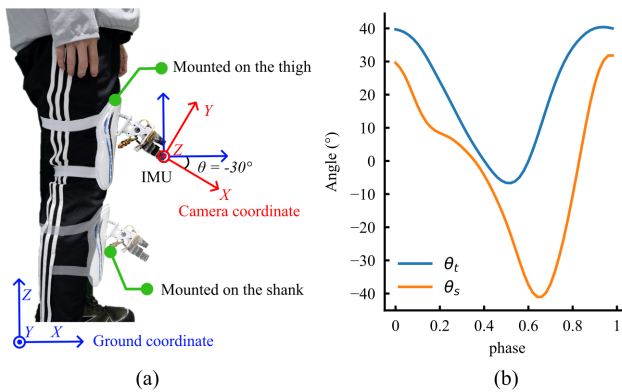 Mounted on the thigh
Y
Z
IMU
θ = -30°
X
Camera coordinate
Mounted on the shank
Z
Y
X
Ground coordinate
(a)
Angle (°)
40
30
20
10
0
−10
−20
−30
−40
θt
θs
0
0.2
0.4
0.6
0.8
1
phase
(b)